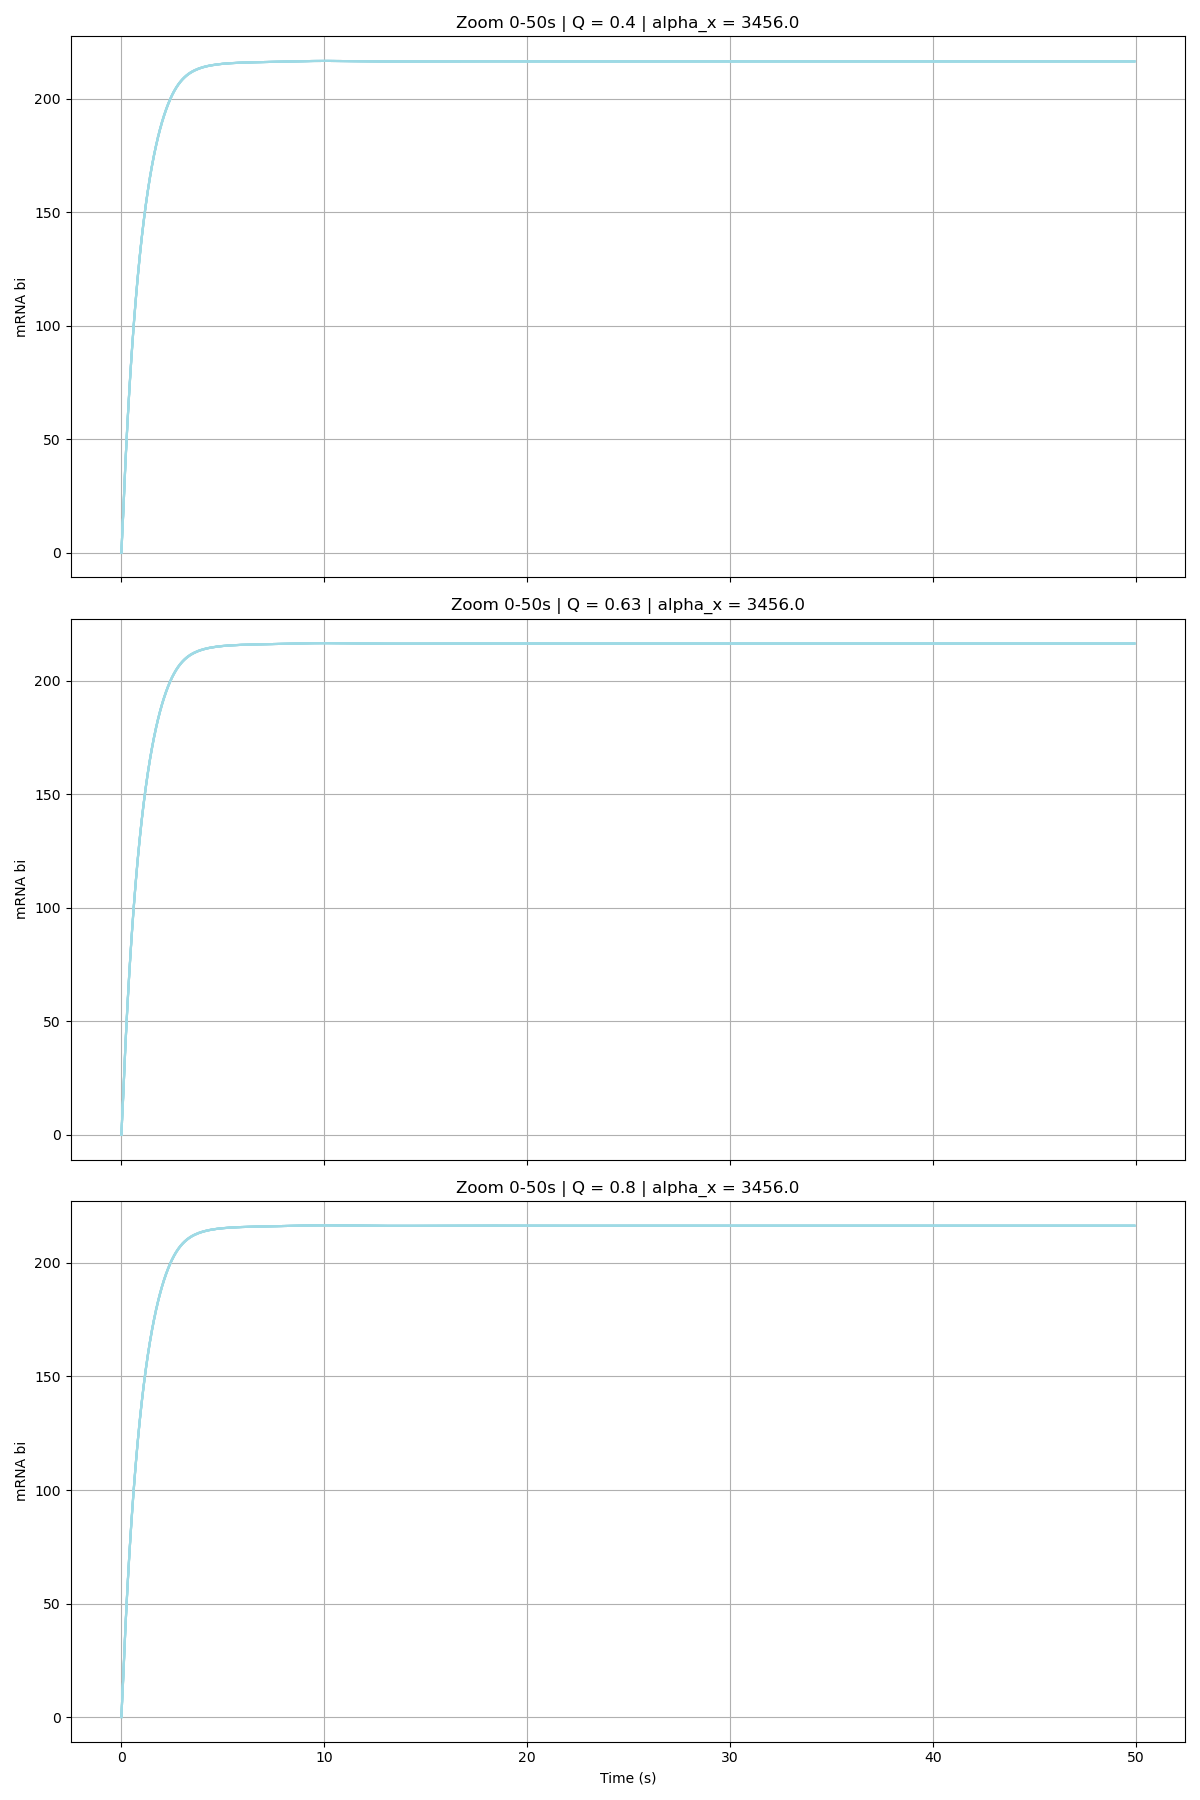 Zoom 0-50s | Q = 0.4 | alpha_x = 3456.0
200
150
100
50
0
mRNA bi
Zoom 0-50s | Q = 0.63 | alpha_x = 3456.0
200
150
100
50
0
mRNA bi
Zoom 0-50s | Q = 0.8 | alpha_x = 3456.0
200
150
100
50
0
mRNA bi
0 10 20 30 40 50
Time (s)